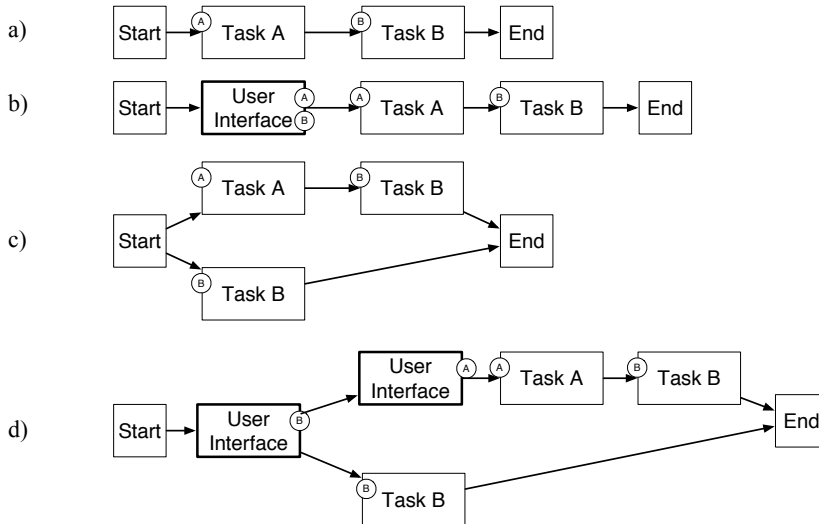 a)
Start
A
Task A
B
Task B
End
b)
Start
User
Interface
A
B
A
Task A
B
Task B
End
c)
A
Task A
B
Task B
Start
End
B
Task B
d)
User
Interface
A
A
Task A
B
Task B
Start
User
Interface
B
End
B
Task B